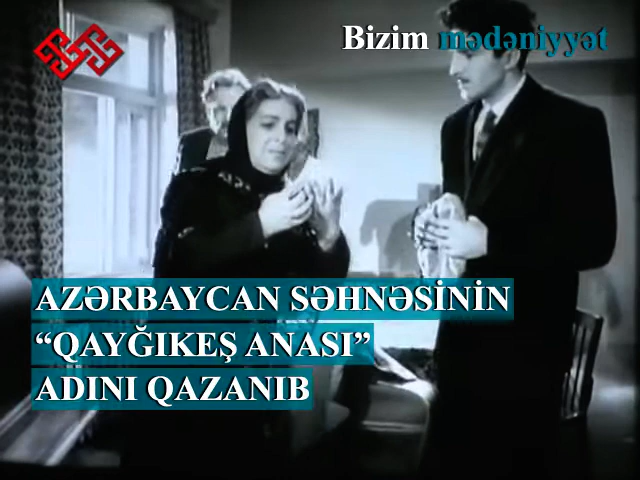 Bizim mədəniyyət
AZƏRBAYCAN SƏHNƏSİNİN
“QAYĞIKEŞ ANASI”
ADINI QAZANIB